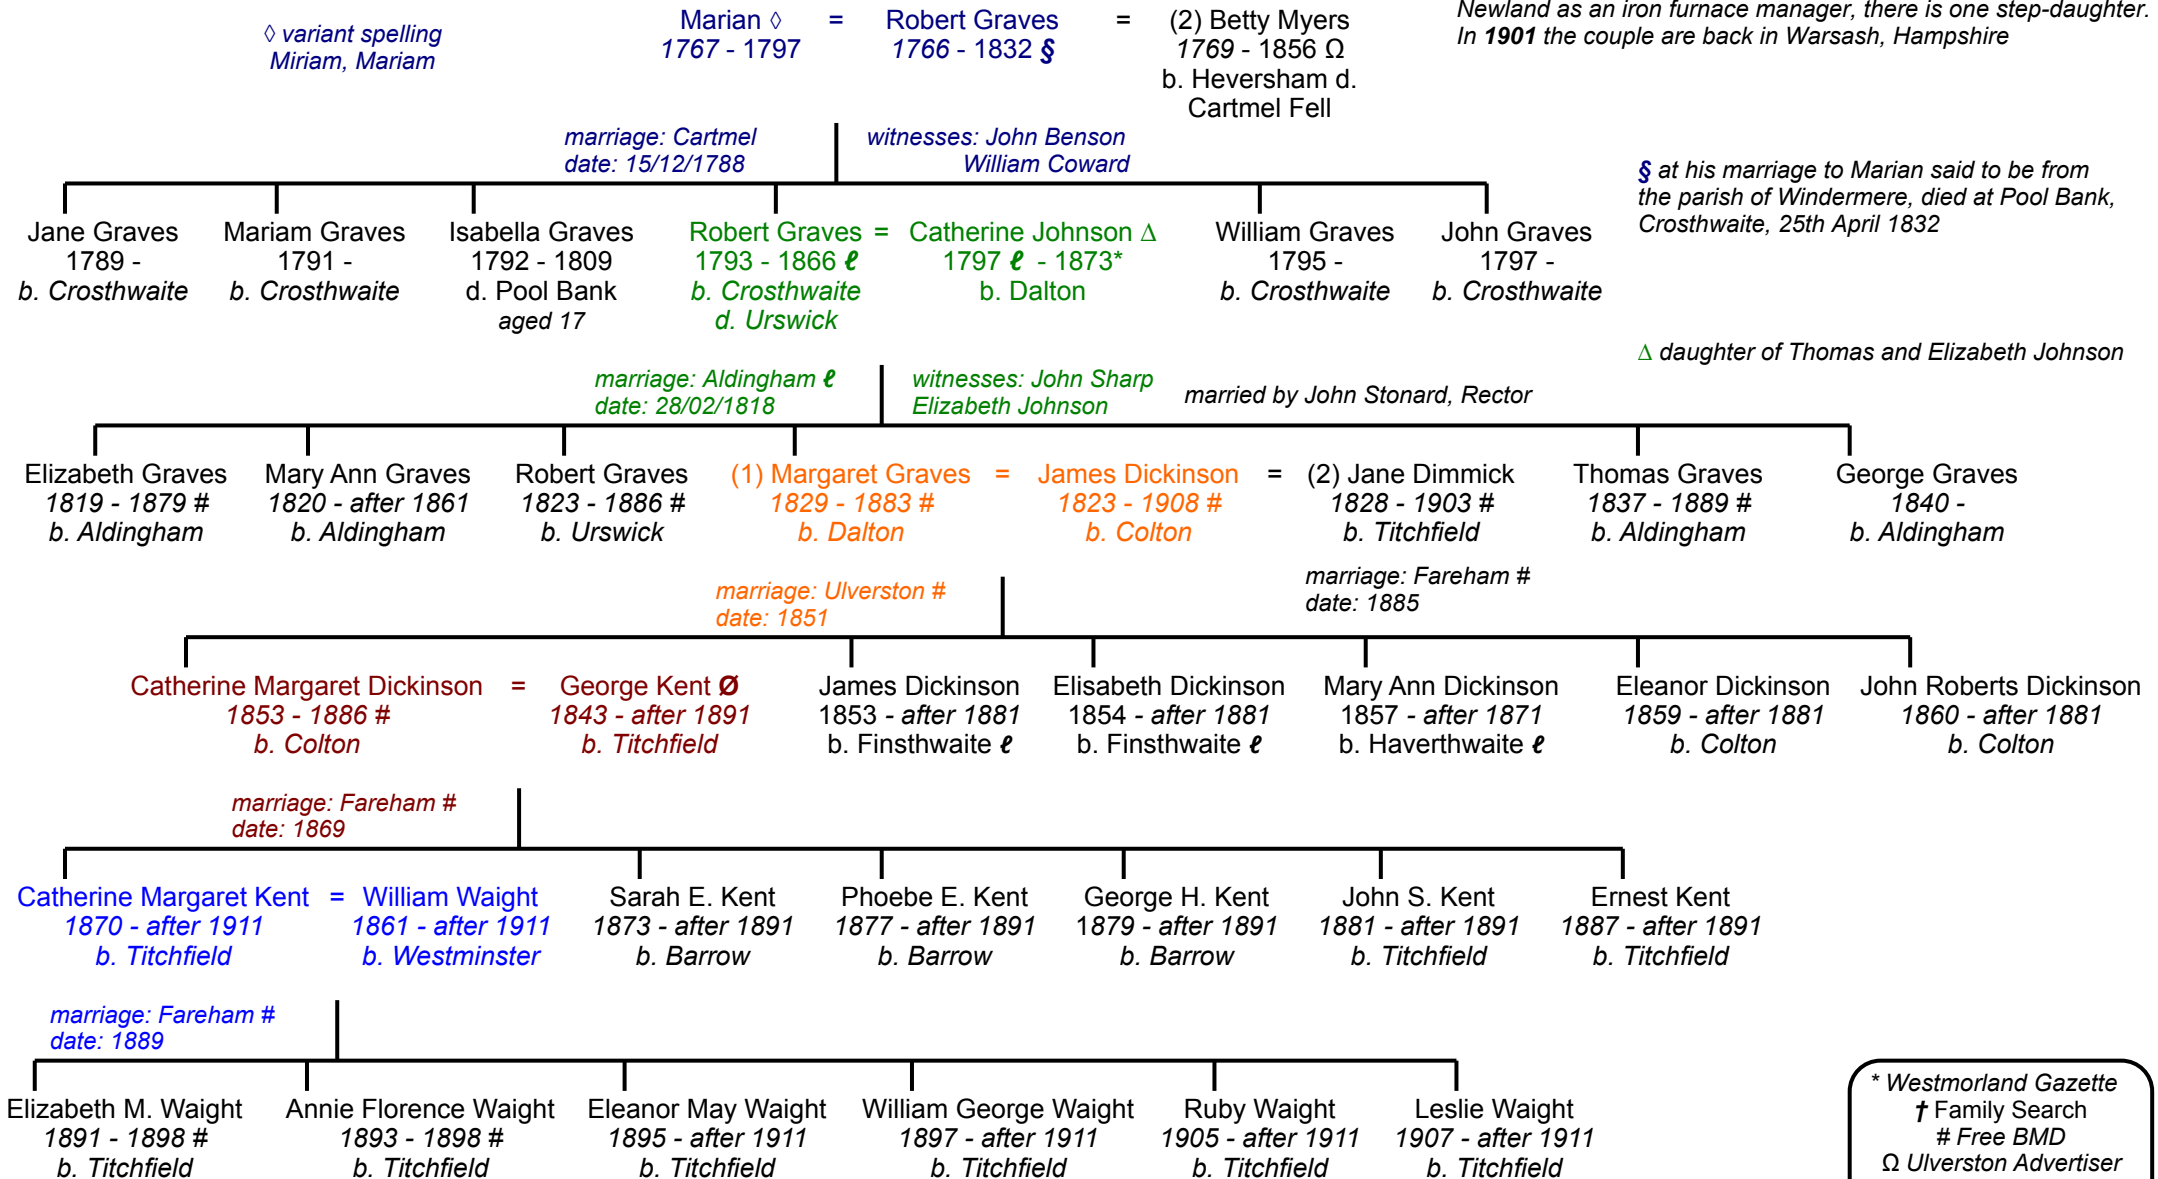 ◊ variant spelling
Miriam, Mariam
Marian ◊ = Robert Graves = (2) Betty Myers
1767 - 1797 1766 - 1832 § 1769 - 1856 Ω
b. Heversham d.
Cartmel Fell
Newland as an iron furnace manager, there is one step-daughter.
In 1901 the couple are back in Warsash, Hampshire
marriage: Cartmel
date: 15/12/1788
witnesses: John Benson
William Coward
§ at his marriage to Marian said to be from
the parish of Windermere, died at Pool Bank,
Crosthwaite, 25th April 1832
Jane Graves
1789 -
b. Crosthwaite
Mariam Graves
1791 -
b. Crosthwaite
Isabella Graves
1792 - 1809
d. Pool Bank
aged 17
Robert Graves =
1793 - 1866 ℓ
b. Crosthwaite
d. Urswick
Catherine Johnson Δ
1797 ℓ - 1873*
b. Dalton
William Graves
1795 -
b. Crosthwaite
John Graves
1797 -
b. Crosthwaite
Δ daughter of Thomas and Elizabeth Johnson
marriage: Aldingham ℓ
date: 28/02/1818
witnesses: John Sharp
Elizabeth Johnson
married by John Stonard, Rector
Elizabeth Graves
1819 - 1879 #
b. Aldingham
Mary Ann Graves
1820 - after 1861
b. Aldingham
Robert Graves
1823 - 1886 #
b. Urswick
(1) Margaret Graves =
1829 - 1883 #
b. Dalton
James Dickinson =
1823 - 1908 #
b. Colton
(2) Jane Dimmick
1828 - 1903 #
b. Titchfield
Thomas Graves
1837 - 1889 #
b. Aldingham
George Graves
1840 -
b. Aldingham
marriage: Ulverston #
date: 1851
marriage: Fareham #
date: 1885
Catherine Margaret Dickinson =
1853 - 1886 #
b. Colton
George Kent Ø
1843 - after 1891
b. Titchfield
James Dickinson
1853 - after 1881
b. Finsthwaite ℓ
Elisabeth Dickinson
1854 - after 1881
b. Finsthwaite ℓ
Mary Ann Dickinson
1857 - after 1871
b. Haverthwaite ℓ
Eleanor Dickinson
1859 - after 1881
b. Colton
John Roberts Dickinson
1860 - after 1881
b. Colton
marriage: Fareham #
date: 1869
Catherine Margaret Kent =
1870 - after 1911
b. Titchfield
William Waight
1861 - after 1911
b. Westminster
Sarah E. Kent
1873 - after 1891
b. Barrow
Phoebe E. Kent
1877 - after 1891
b. Barrow
George H. Kent
1879 - after 1891
b. Barrow
John S. Kent
1881 - after 1891
b. Titchfield
Ernest Kent
1887 - after 1891
b. Titchfield
marriage: Fareham #
date: 1889
Elizabeth M. Waight
1891 - 1898 #
b. Titchfield
Annie Florence Waight
1893 - 1898 #
b. Titchfield
Eleanor May Waight
1895 - after 1911
b. Titchfield
William George Waight
1897 - after 1911
b. Titchfield
Ruby Waight
1905 - after 1911
b. Titchfield
Leslie Waight
1907 - after 1911
b. Titchfield
* Westmorland Gazette
† Family Search
# Free BMD
Ω Ulverston Advertiser